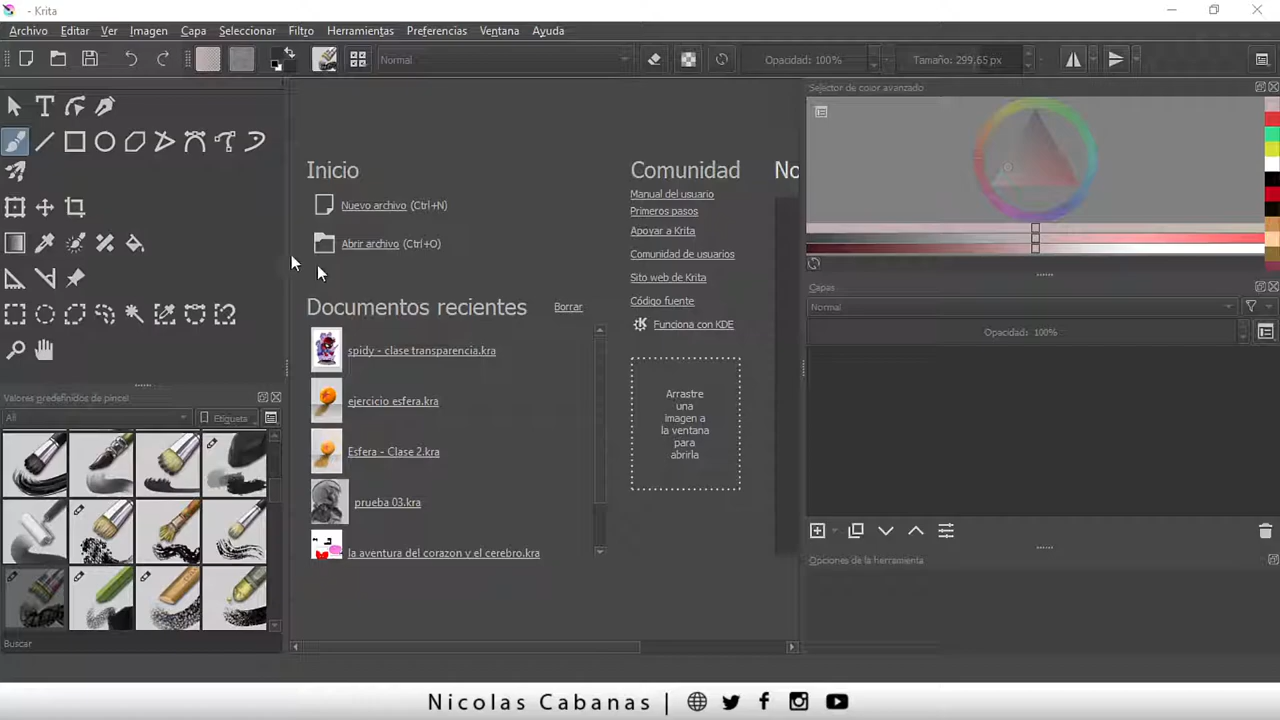 - Krita
Archivo Editar Ver Imagen Capa Seleccionar Filtro Herramientas Preferencias Ventana Ayuda
Normal Opacidad: 100% Tamaño: 299,65 px
Selector de color avanzado
Inicio
Nuevo archivo (Ctrl+N)
Abrir archivo (Ctrl+O)
Documentos recientes Borrar
spidy - clase transparencia.kra
ejercicio esfera.kra
Esfera - Clase 2.kra
prueba 03.kra
la aventura del corazon y el cerebro.kra
Comunidad
Manual del usuario
Primeros pasos
Apoyar a Krita
Comunidad de usuarios
Sito web de Krita
Código fuente
Funciona con KDE
Arrastre
una
imagen a
la ventana
para
abrirla
No
Capas
Normal
Opacidad: 100%
Opciones de la herramienta
Valores predefinidos de pincel
All Etiqueta
Buscar
Nicolas Cabanas |